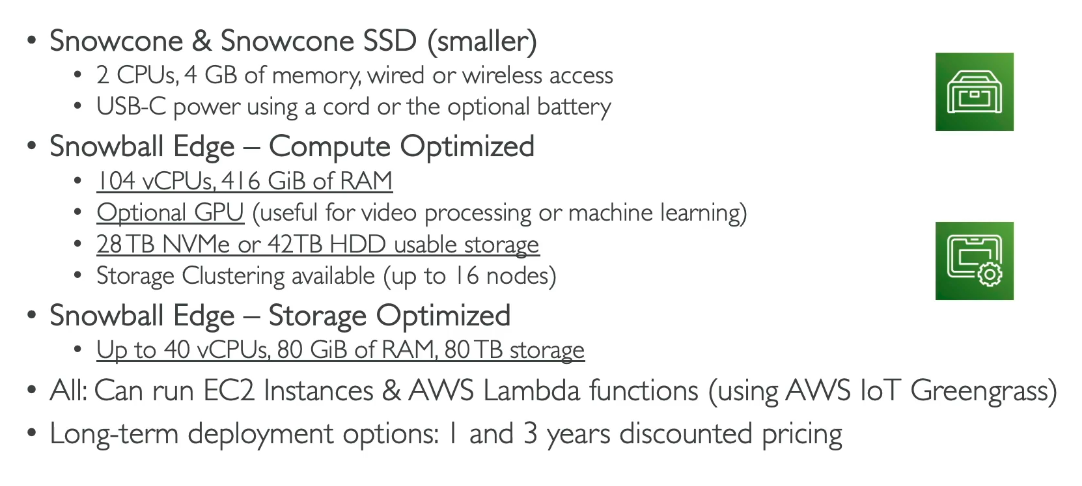 • Snowcone & Snowcone SSD (smaller)
• 2 CPUs, 4 GB of memory, wired or wireless access
• USB-C power using a cord or the optional battery
• Snowball Edge – Compute Optimized
• 104 vCPUs, 416 GiB of RAM
• Optional GPU (useful for video processing or machine learning)
• 28 TB NVMe or 42TB HDD usable storage
• Storage Clustering available (up to 16 nodes)
• Snowball Edge – Storage Optimized
• Up to 40 vCPUs, 80 GiB of RAM, 80 TB storage
• All: Can run EC2 Instances & AWS Lambda functions (using AWS IoT Greengrass)
• Long-term deployment options: 1 and 3 years discounted pricing